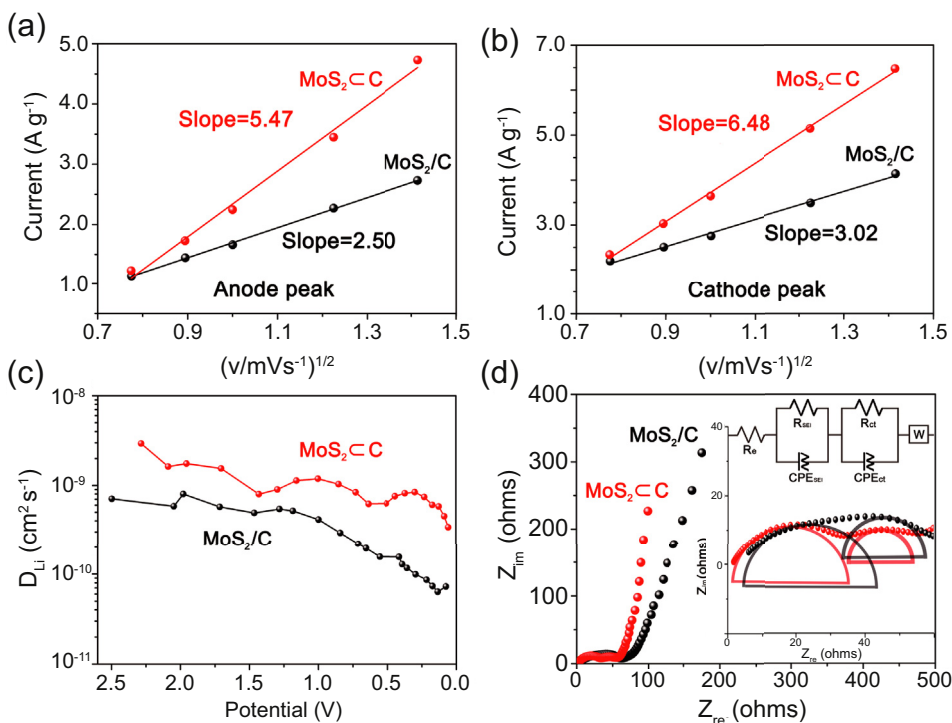 (a)
5.0
4.0
3.0
2.0
1.0
Current (A g⁻¹)
MoS₂⊂C
Slope=5.47
MoS₂/C
Slope=2.50
Anode peak
0.7 0.9 1.1 1.3 1.5
(v/mVs⁻¹)¹ᐟ²
(b)
7.0
5.0
3.0
1.0
Current (A g⁻¹)
MoS₂⊂C
Slope=6.48
MoS₂/C
Slope=3.02
Cathode peak
0.7 0.9 1.1 1.3 1.5
(v/mVs⁻¹)¹ᐟ²
(c)
10⁻⁸
10⁻⁹
10⁻¹⁰
10⁻¹¹
D_Li (cm²s⁻¹)
MoS₂⊂C
MoS₂/C
2.5 2.0 1.5 1.0 0.5 0.0
Potential (V)
(d)
400
300
200
100
0
Z_im (ohms)
MoS₂/C
MoS₂⊂C
0 100 200 300 400 500
Z_re (ohms)
R_e
R_SEI
CPE_SEI
R_ct
CPE_ct
W
40
20
0
Z_im (ohms)
0 20 40
Z_re (ohms)